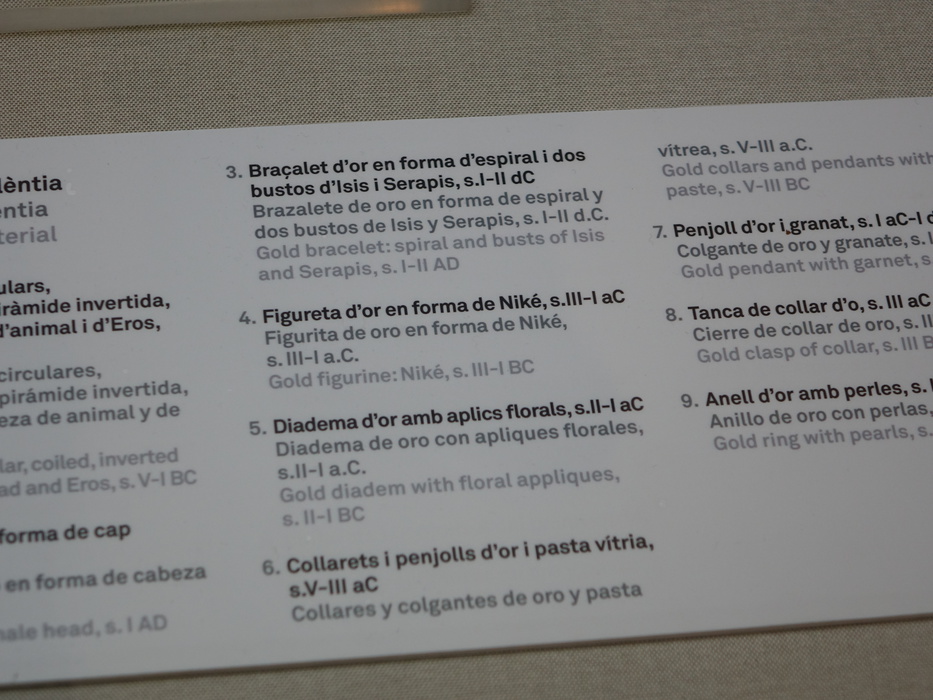 lèntia
entia
terial
ulars,
iràmide invertida,
d'animal i d'Eros,
circulares,
pirámide invertida,
eza de animal y de
lar, coiled, inverted
ad and Eros, s. V–I BC
forma de cap
en forma de cabeza
male head, s. I AD
3. Braçalet d'or en forma d'espiral i dos
bustos d'Isis i Serapis, s.I–II dC
Brazalete de oro en forma de espiral y
dos bustos de Isis y Serapis, s. I–II d.C.
Gold bracelet: spiral and busts of Isis
and Serapis, s. I–II AD
4. Figureta d'or en forma de Niké, s.III–I aC
Figurita de oro en forma de Niké,
s. III–I a.C.
Gold figurine: Niké, s. III–I BC
5. Diadema d'or amb aplics florals, s.II–I aC
Diadema de oro con apliques florales,
s.II–I a.C.
Gold diadem with floral appliques,
s. II–I BC
6. Collarets i penjolls d'or i pasta vítria,
s.V–III aC
Collares y colgantes de oro y pasta
vítrea, s. V–III a.C.
Gold collars and pendants with
paste, s. V–III BC
7. Penjoll d'or i granat, s. I aC–I d
Colgante de oro y granate, s. I
Gold pendant with garnet, s
8. Tanca de collar d'o, s. III aC
Cierre de collar de oro, s. II
Gold clasp of collar, s. III B
9. Anell d'or amb perles, s. I
Anillo de oro con perlas,
Gold ring with pearls, s.